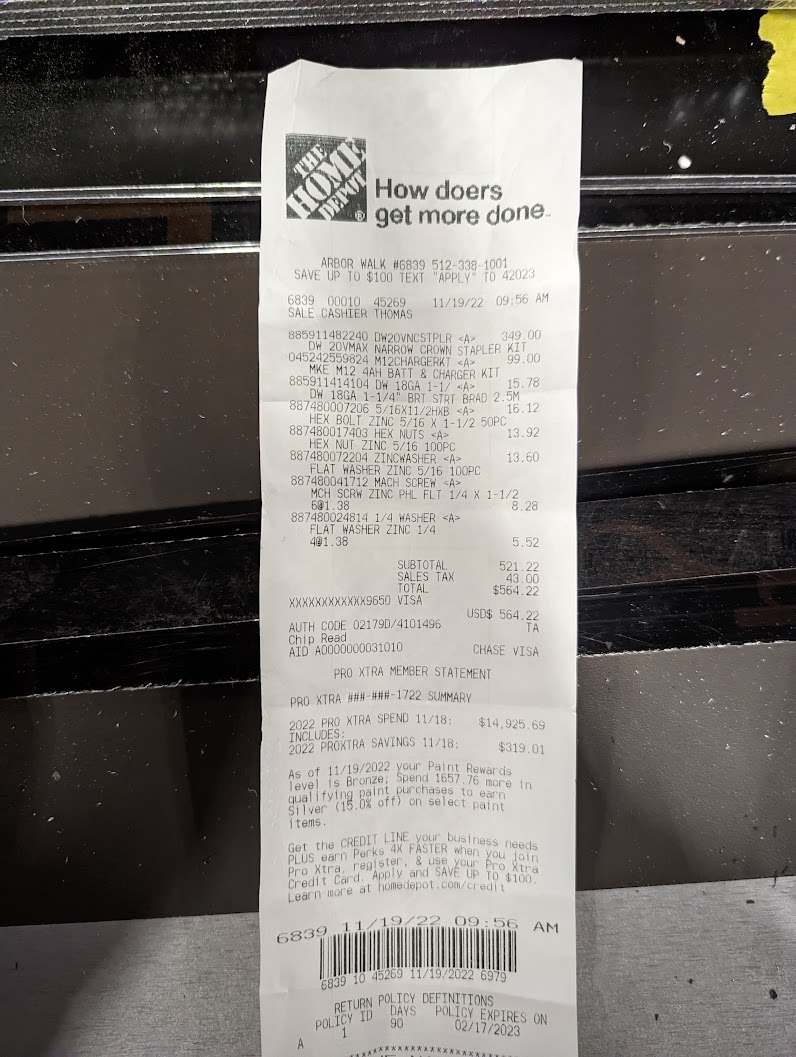 THE
HOME
DEPOT
®
How doers
get more done™
ARBOR WALK #6839 512-338-1001
SAVE UP TO $100 TEXT "APPLY" TO 42023
6839 00010 45269 11/19/22 09:56 AM
SALE CASHIER THOMAS
885911482240 DW20VNCSTPLR <A> 349.00
DW 20VMAX NARROW CROWN STAPLER KIT
045242559824 M12CHARGERKT <A> 99.00
MKE M12 4AH BATT & CHARGER KIT
885911414104 DW 18GA 1-1/ <A> 15.78
DW 18GA 1-1/4" BRT STRT BRAD 2.5M
887480007206 5/16X11/2HXB <A> 16.12
HEX BOLT ZINC 5/16 X 1-1/2 50PC
887480017403 HEX NUTS <A> 13.92
HEX NUT ZINC 5/16 100PC
887480072204 ZINCWASHER <A> 13.60
FLAT WASHER ZINC 5/16 100PC
887480041712 MACH SCREW <A>
MCH SCRW ZINC PHL FLT 1/4 X 1-1/2
6@1.38 8.28
887480024814 1/4 WASHER <A>
FLAT WASHER ZINC 1/4
4@1.38 5.52
SUBTOTAL 521.22
SALES TAX 43.00
TOTAL $564.22
XXXXXXXXXXXX9650 VISA
USD$ 564.22
AUTH CODE 02179D/4101496 TA
Chip Read
AID A0000000031010 CHASE VISA
PRO XTRA MEMBER STATEMENT
PRO XTRA ###-###-1722 SUMMARY
2022 PRO XTRA SPEND 11/18: $14,925.69
INCLUDES:
2022 PROXTRA SAVINGS 11/18: $319.01
As of 11/19/2022 your Paint Rewards
level is Bronze; Spend 1657.76 more in
qualifying paint purchases to earn
Silver (15.0% off) on select paint
items.
Get the CREDIT LINE your business needs
PLUS earn Perks 4X FASTER when you join
Pro Xtra, register, & use your Pro Xtra
Credit Card. Apply and SAVE UP TO $100.
Learn more at homedepot.com/credit
6839 11/19/22 09:56 AM
6839 10 45269 11/19/2022 6979
RETURN POLICY DEFINITIONS
POLICY ID DAYS POLICY EXPIRES ON
A 1 90 02/17/2023